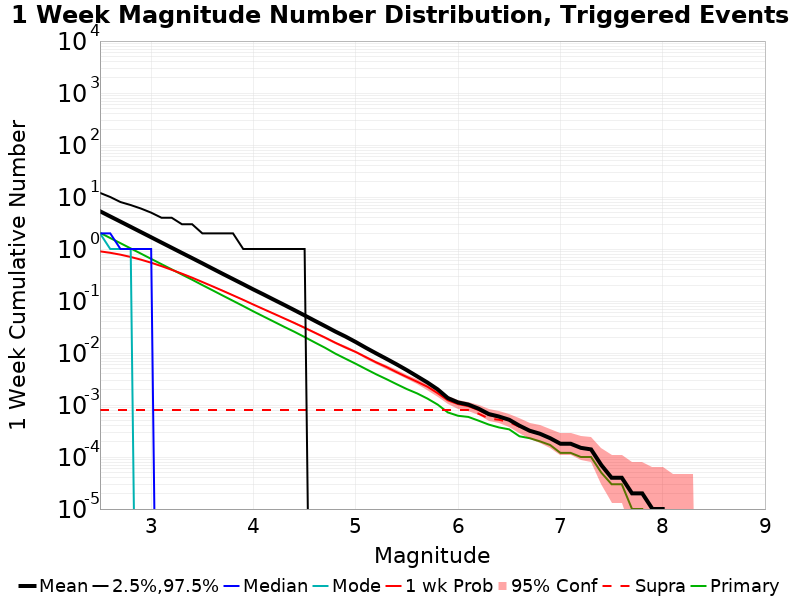 1 Week Magnitude Number Distribution, Triggered Events
10^4
10^3
10^2
10^1
10^0
10^-1
10^-2
10^-3
10^-4
10^-5
1 Week Cumulative Number
3 4 5 6 7 8 9
Magnitude
Mean 2.5%,97.5% Median Mode 1 wk Prob 95% Conf Supra Primary